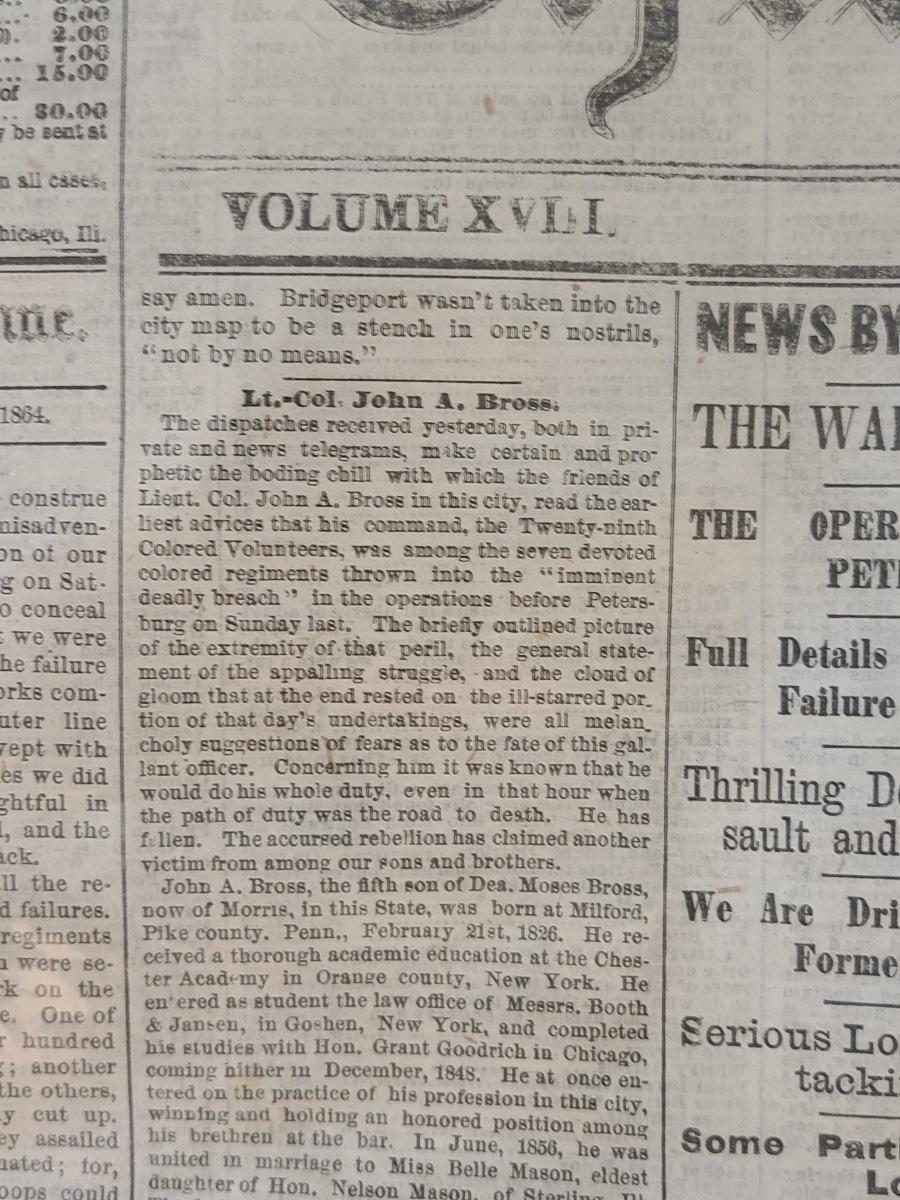 6.00
2.00
7.00
15.00
of
30.00
be sent at
all cases,
hicago, Ill.
1864.
construe
misadven-
on of our
g on Sat-
o conceal
we were
he failure
orks com-
uter line
wept with
es we did
ghtful in
, and the
ack.
ll the re-
d failures.
regiments
were se-
rk on the
e. One of
r hundred
; another
the others,
y cut up.
ey assailed
nated; for,
oops could
VOLUME XVIII.
say amen. Bridgeport wasn't taken into the
city map to be a stench in one's nostrils,
"not by no means."
Lt.-Col. John A. Bross.
The dispatches received yesterday, both in pri-
vate and news telegrams, make certain and pro-
phetic the boding chill with which the friends of
Lieut. Col. John A. Bross in this city, read the ear-
liest advices that his command, the Twenty-ninth
Colored Volunteers, was among the seven devoted
colored regiments thrown into the "imminent
deadly breach" in the operations before Peters-
burg on Sunday last. The briefly outlined picture
of the extremity of that peril, the general state-
ment of the appalling struggle, and the cloud of
gloom that at the end rested on the ill-starred por-
tion of that day's undertakings, were all melan-
choly suggestions of fears as to the fate of this gal-
lant officer. Concerning him it was known that he
would do his whole duty, even in that hour when
the path of duty was the road to death. He has
fallen. The accursed rebellion has claimed another
victim from among our sons and brothers.
John A. Bross, the fifth son of Dea. Moses Bross,
now of Morris, in this State, was born at Milford,
Pike county. Penn., February 21st, 1826. He re-
ceived a thorough academic education at the Ches-
ter Academy in Orange county, New York. He
entered as student the law office of Messrs. Booth
& Jansen, in Goshen, New York, and completed
his studies with Hon. Grant Goodrich in Chicago,
coming hither in December, 1848. He at once en-
tered on the practice of his profession in this city,
winning and holding an honored position among
his brethren at the bar. In June, 1856, he was
united in marriage to Miss Belle Mason, eldest
daughter of Hon. Nelson Mason, of Sterling, Ill.
NEWS BY
THE WAR
THE OPER
PETE
Full Details
Failure
Thrilling De
sault and
We Are Dri
Forme
Serious Lo
tacki
Some Parti
Lo